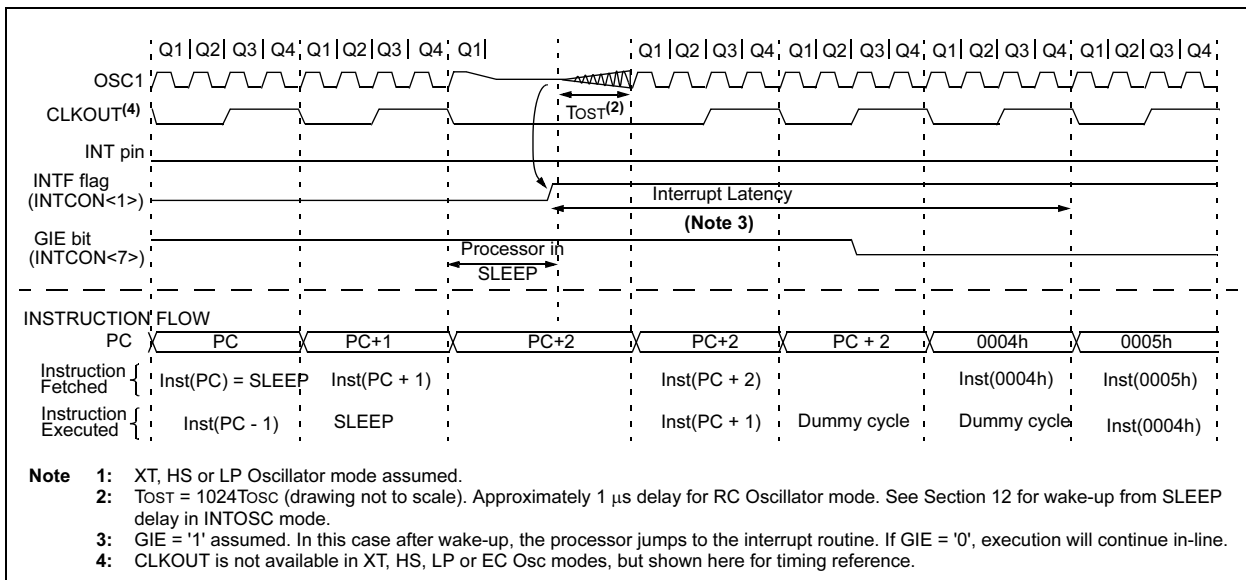 Q1 Q2 Q3 Q4 Q1 Q2 Q3 Q4 Q1 Q1 Q2 Q3 Q4 Q1 Q2 Q3 Q4 Q1 Q2 Q3 Q4 Q1 Q2 Q3 Q4
OSC1
CLKOUT(4)
TOST(2)
INT pin
INTF flag
(INTCON<1>)
Interrupt Latency
(Note 3)
GIE bit
(INTCON<7>)
Processor in
SLEEP
INSTRUCTION FLOW
PC PC PC+1 PC+2 PC+2 PC + 2 0004h 0005h
Instruction
Fetched
Inst(PC) = SLEEP Inst(PC + 1) Inst(PC + 2) Inst(0004h) Inst(0005h)
Instruction
Executed
Inst(PC - 1) SLEEP Inst(PC + 1) Dummy cycle Dummy cycle Inst(0004h)
Note 1: XT, HS or LP Oscillator mode assumed.
2: TOST = 1024TOSC (drawing not to scale). Approximately 1 μs delay for RC Oscillator mode. See Section 12 for wake-up from SLEEP
delay in INTOSC mode.
3: GIE = '1' assumed. In this case after wake-up, the processor jumps to the interrupt routine. If GIE = '0', execution will continue in-line.
4: CLKOUT is not available in XT, HS, LP or EC Osc modes, but shown here for timing reference.